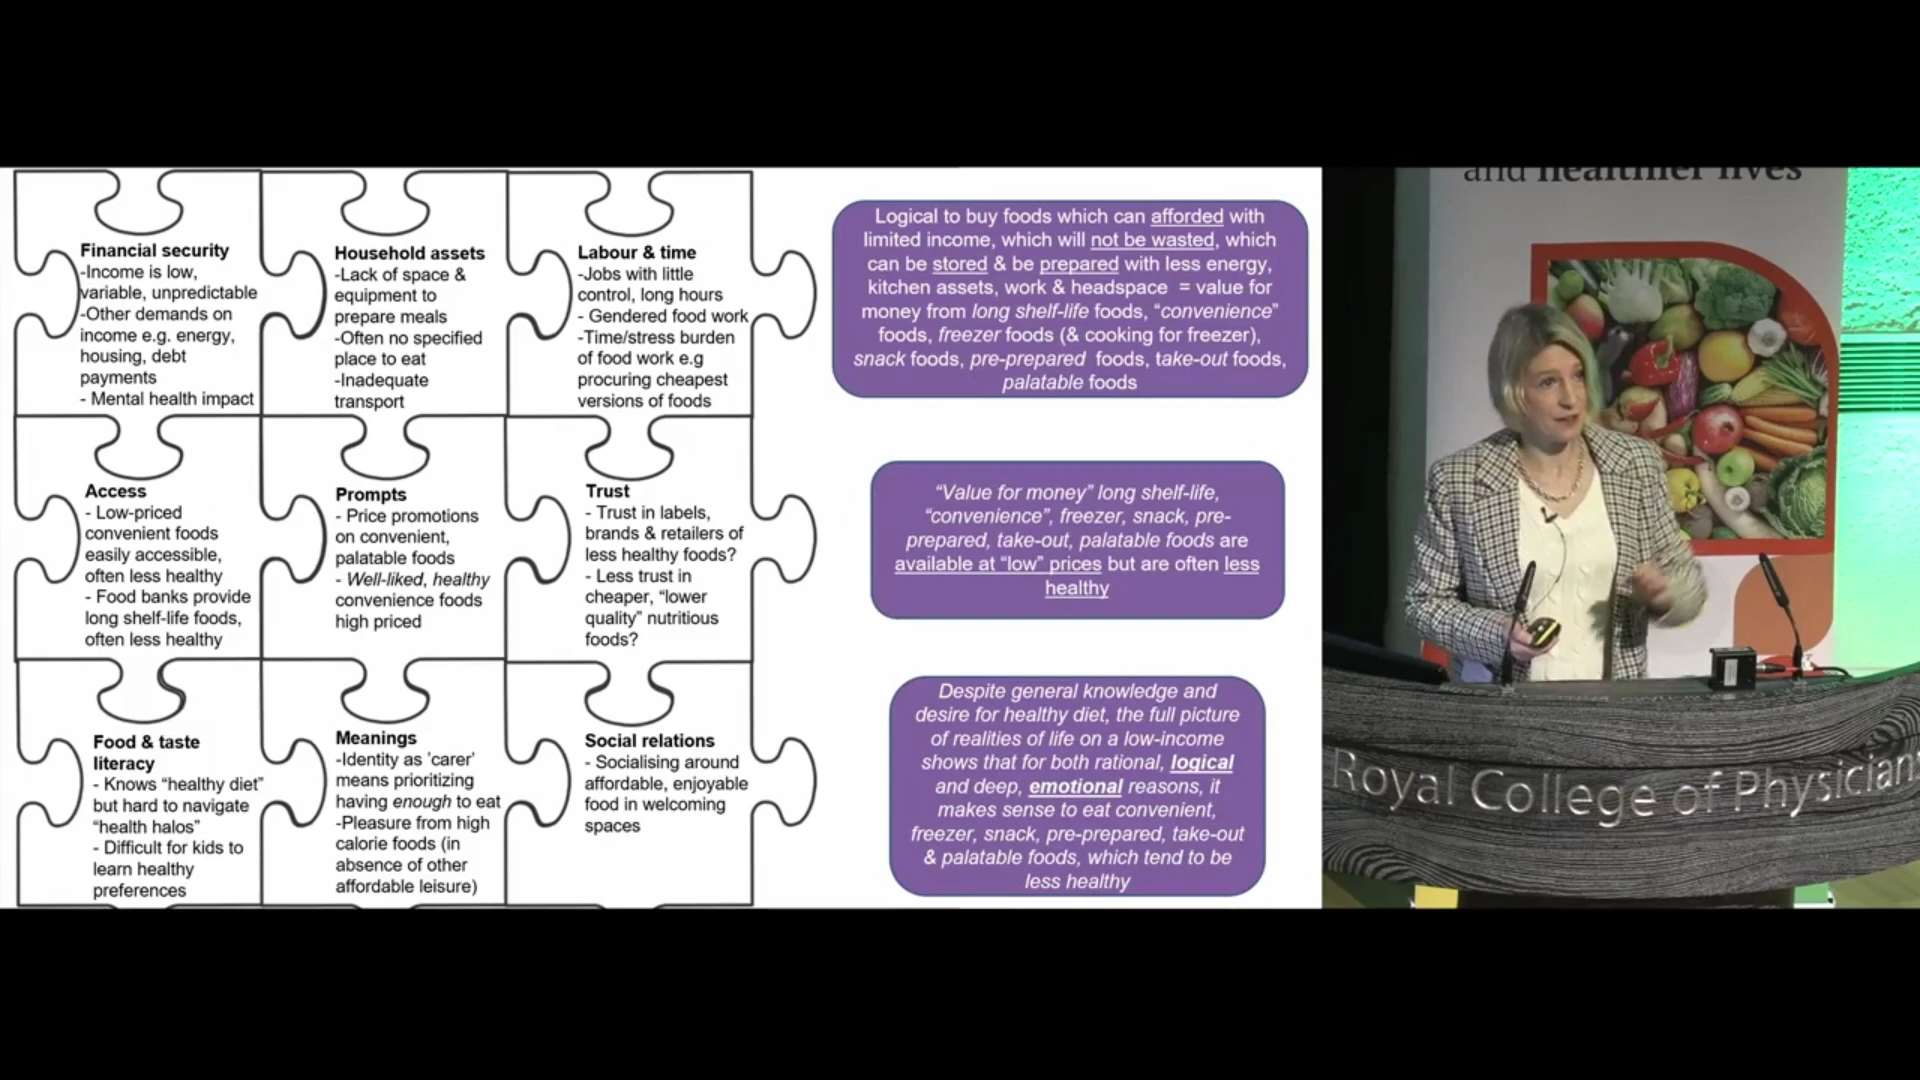 Financial security
-Income is low,
variable, unpredictable
-Other demands on
income e.g. energy,
housing, debt
payments
- Mental health impact
Household assets
-Lack of space &
equipment to
prepare meals
-Often no specified
place to eat
-Inadequate
transport
Labour & time
-Jobs with little
control, long hours
- Gendered food work
-Time/stress burden
of food work e.g
procuring cheapest
versions of foods
Access
- Low-priced
convenient foods
easily accessible,
often less healthy
- Food banks provide
long shelf-life foods,
often less healthy
Prompts
- Price promotions
on convenient,
palatable foods
- Well-liked, healthy
convenience foods
high priced
Trust
- Trust in labels,
brands & retailers of
less healthy foods?
- Less trust in
cheaper, “lower
quality” nutritious
foods?
Food & taste
literacy
- Knows “healthy diet”
but hard to navigate
“health halos”
- Difficult for kids to
learn healthy
preferences
Meanings
-Identity as 'carer'
means prioritizing
having enough to eat
-Pleasure from high
calorie foods (in
absence of other
affordable leisure)
Social relations
- Socialising around
affordable, enjoyable
food in welcoming
spaces
Logical to buy foods which can afforded with
limited income, which will not be wasted, which
can be stored & be prepared with less energy,
kitchen assets, work & headspace = value for
money from long shelf-life foods, “convenience”
foods, freezer foods (& cooking for freezer),
snack foods, pre-prepared foods, take-out foods,
palatable foods
“Value for money” long shelf-life,
“convenience”, freezer, snack, pre-
prepared, take-out, palatable foods are
available at “low” prices but are often less
healthy
Despite general knowledge and
desire for healthy diet, the full picture
of realities of life on a low-income
shows that for both rational, logical
and deep, emotional reasons, it
makes sense to eat convenient,
freezer, snack, pre-prepared, take-out
& palatable foods, which tend to be
less healthy
and healthier lives
Royal College of Physician